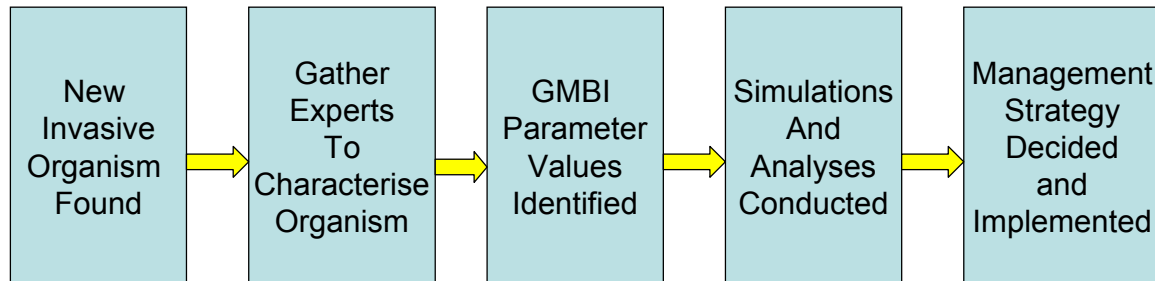 New
Invasive
Organism
Found
Gather
Experts
To
Characterise
Organism
GMBI
Parameter
Values
Identified
Simulations
And
Analyses
Conducted
Management
Strategy
Decided
and
Implemented